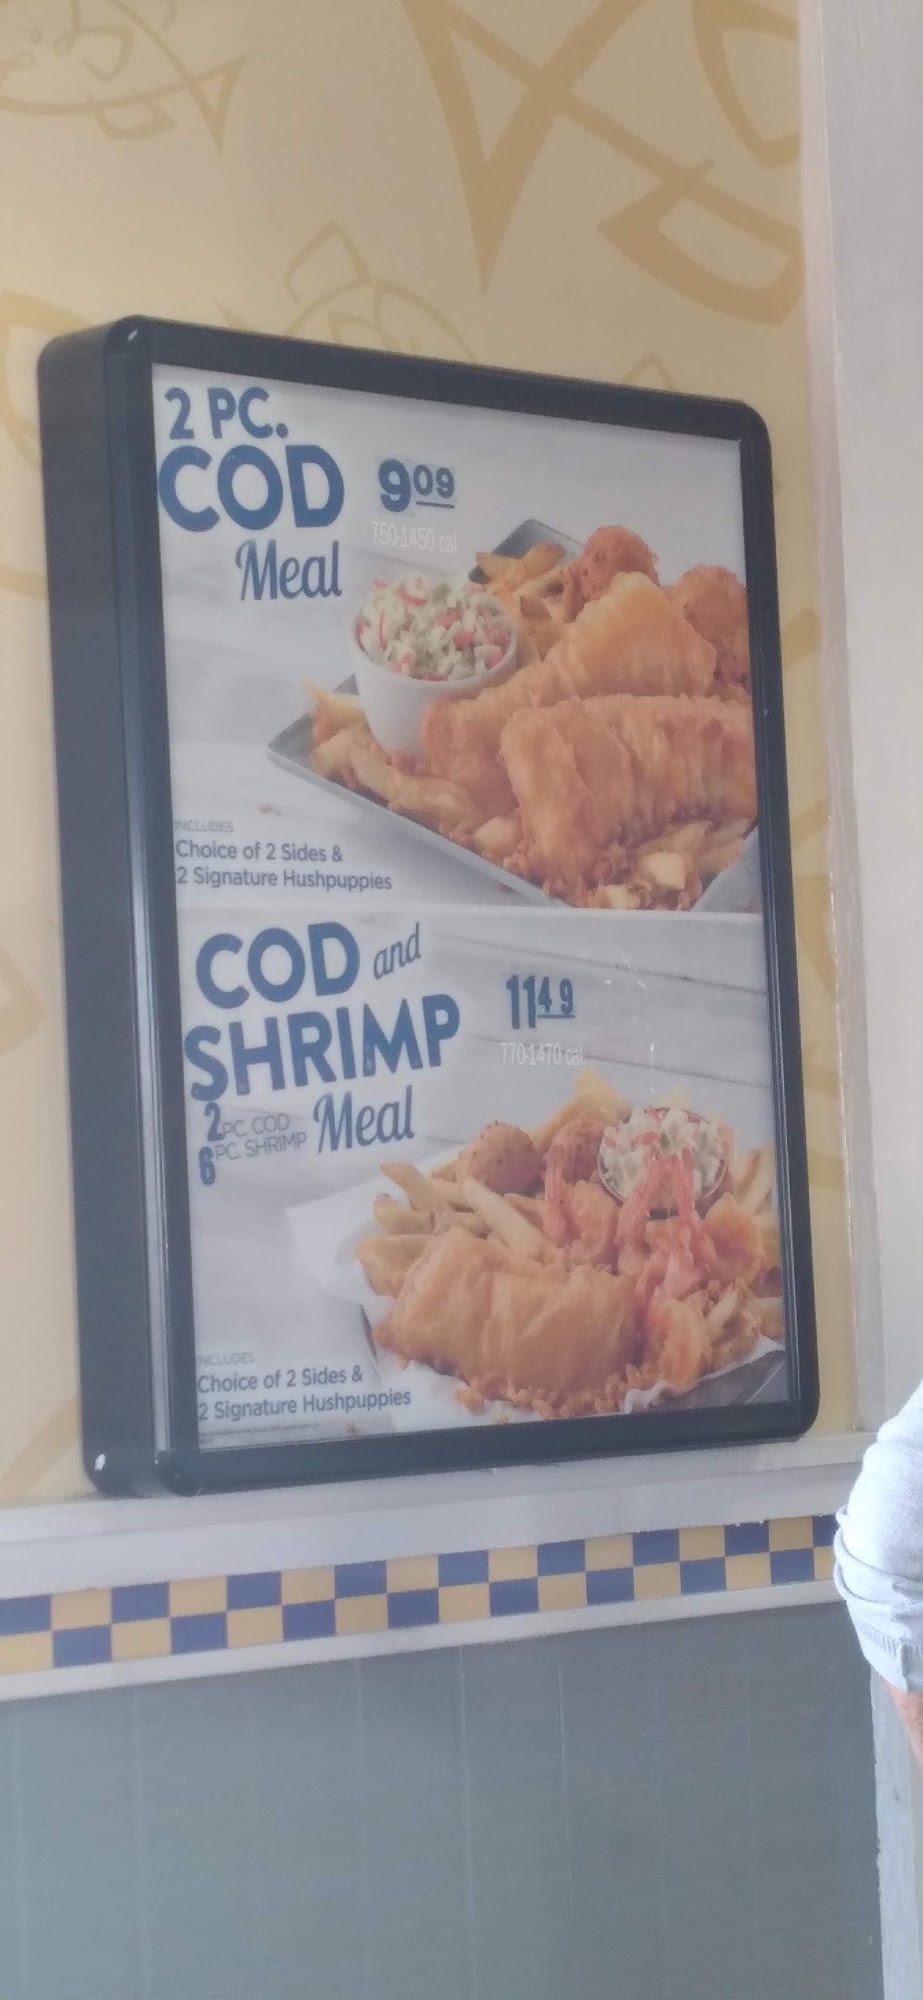 2 PC.
COD 9.09
750-1450 cal
Meal
INCLUDES
Choice of 2 Sides &
2 Signature Hushpuppies
COD and
SHRIMP 11.49
770-1470 cal.
2 PC. COD Meal
6 PC. SHRIMP
INCLUDES
Choice of 2 Sides &
2 Signature Hushpuppies